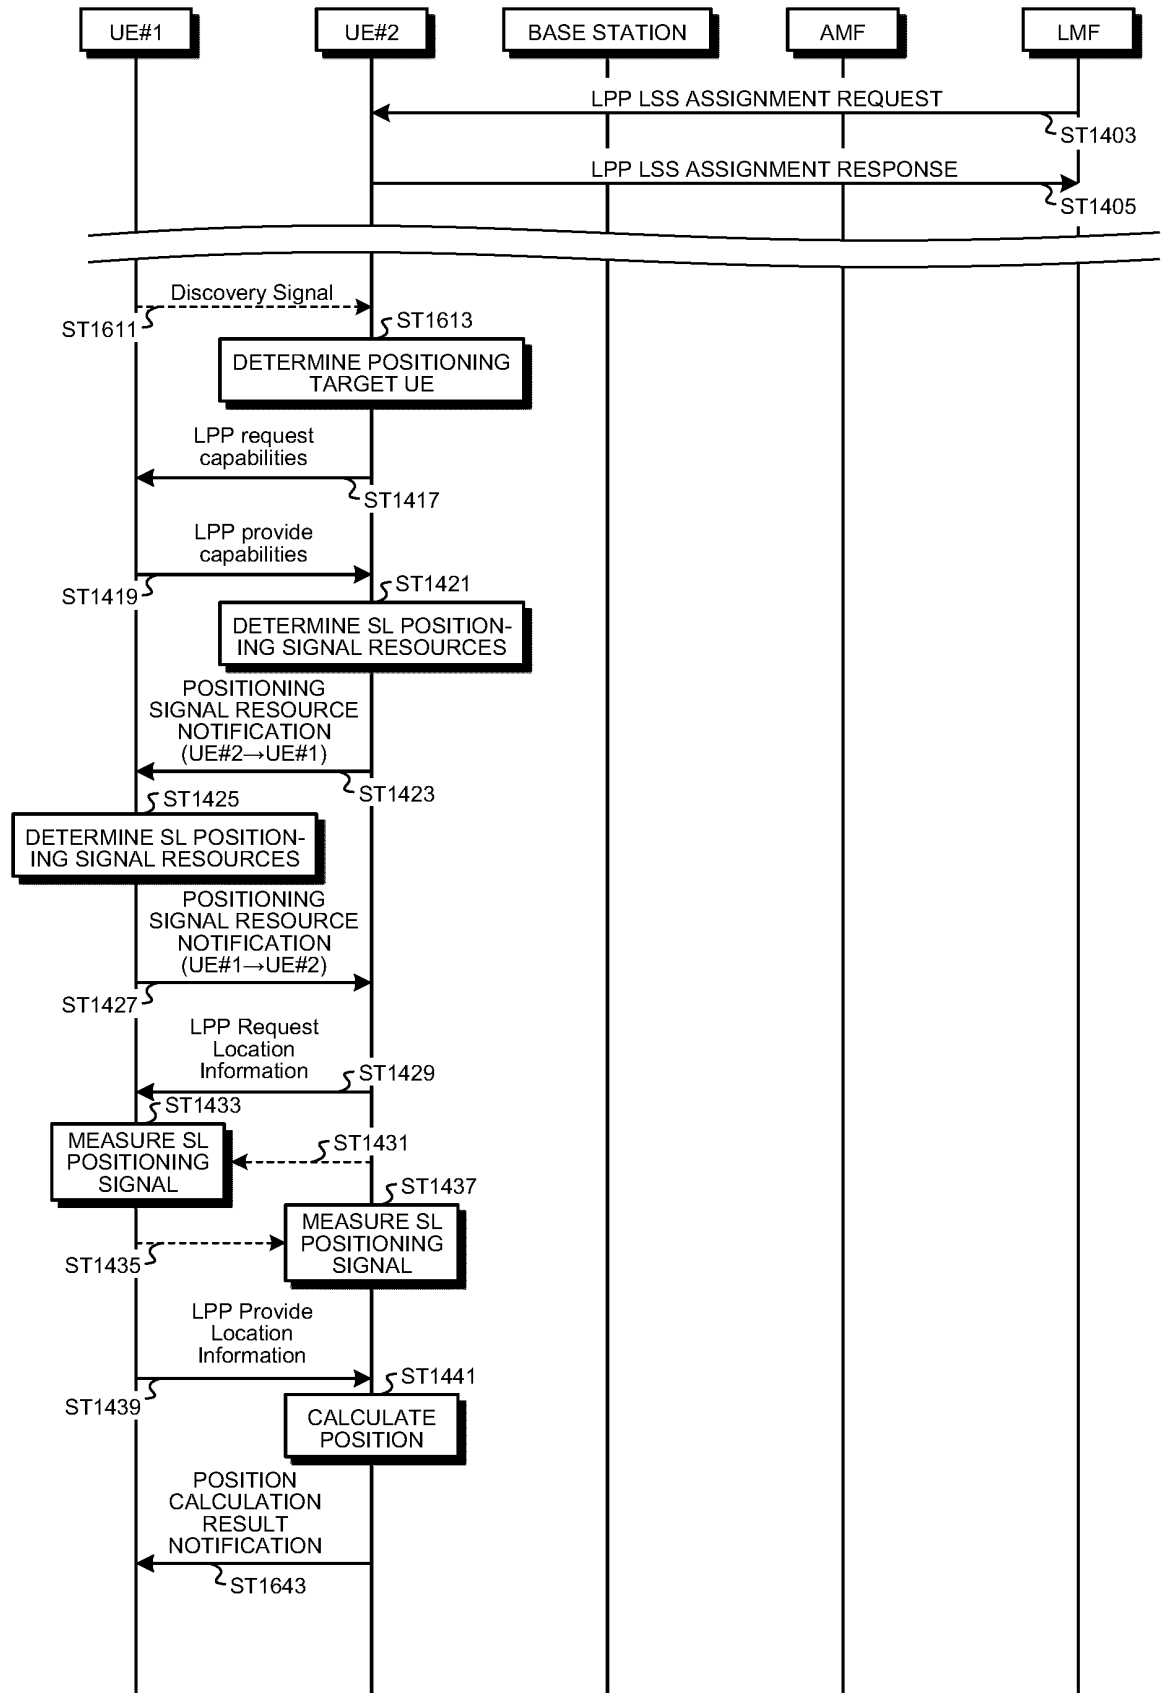 UE#1
UE#2
BASE STATION
AMF
LMF
LPP LSS ASSIGNMENT REQUEST
ST1403
LPP LSS ASSIGNMENT RESPONSE
ST1405
Discovery Signal
ST1611
ST1613
DETERMINE POSITIONING
TARGET UE
LPP request
capabilities
ST1417
LPP provide
capabilities
ST1419
ST1421
DETERMINE SL POSITION-
ING SIGNAL RESOURCES
POSITIONING
SIGNAL RESOURCE
NOTIFICATION
(UE#2→UE#1)
ST1423
ST1425
DETERMINE SL POSITION-
ING SIGNAL RESOURCES
POSITIONING
SIGNAL RESOURCE
NOTIFICATION
(UE#1→UE#2)
ST1427
LPP Request
Location
Information
ST1429
ST1433
MEASURE SL
POSITIONING
SIGNAL
ST1431
ST1437
MEASURE SL
POSITIONING
SIGNAL
ST1435
LPP Provide
Location
Information
ST1439
ST1441
CALCULATE
POSITION
POSITION
CALCULATION
RESULT
NOTIFICATION
ST1643